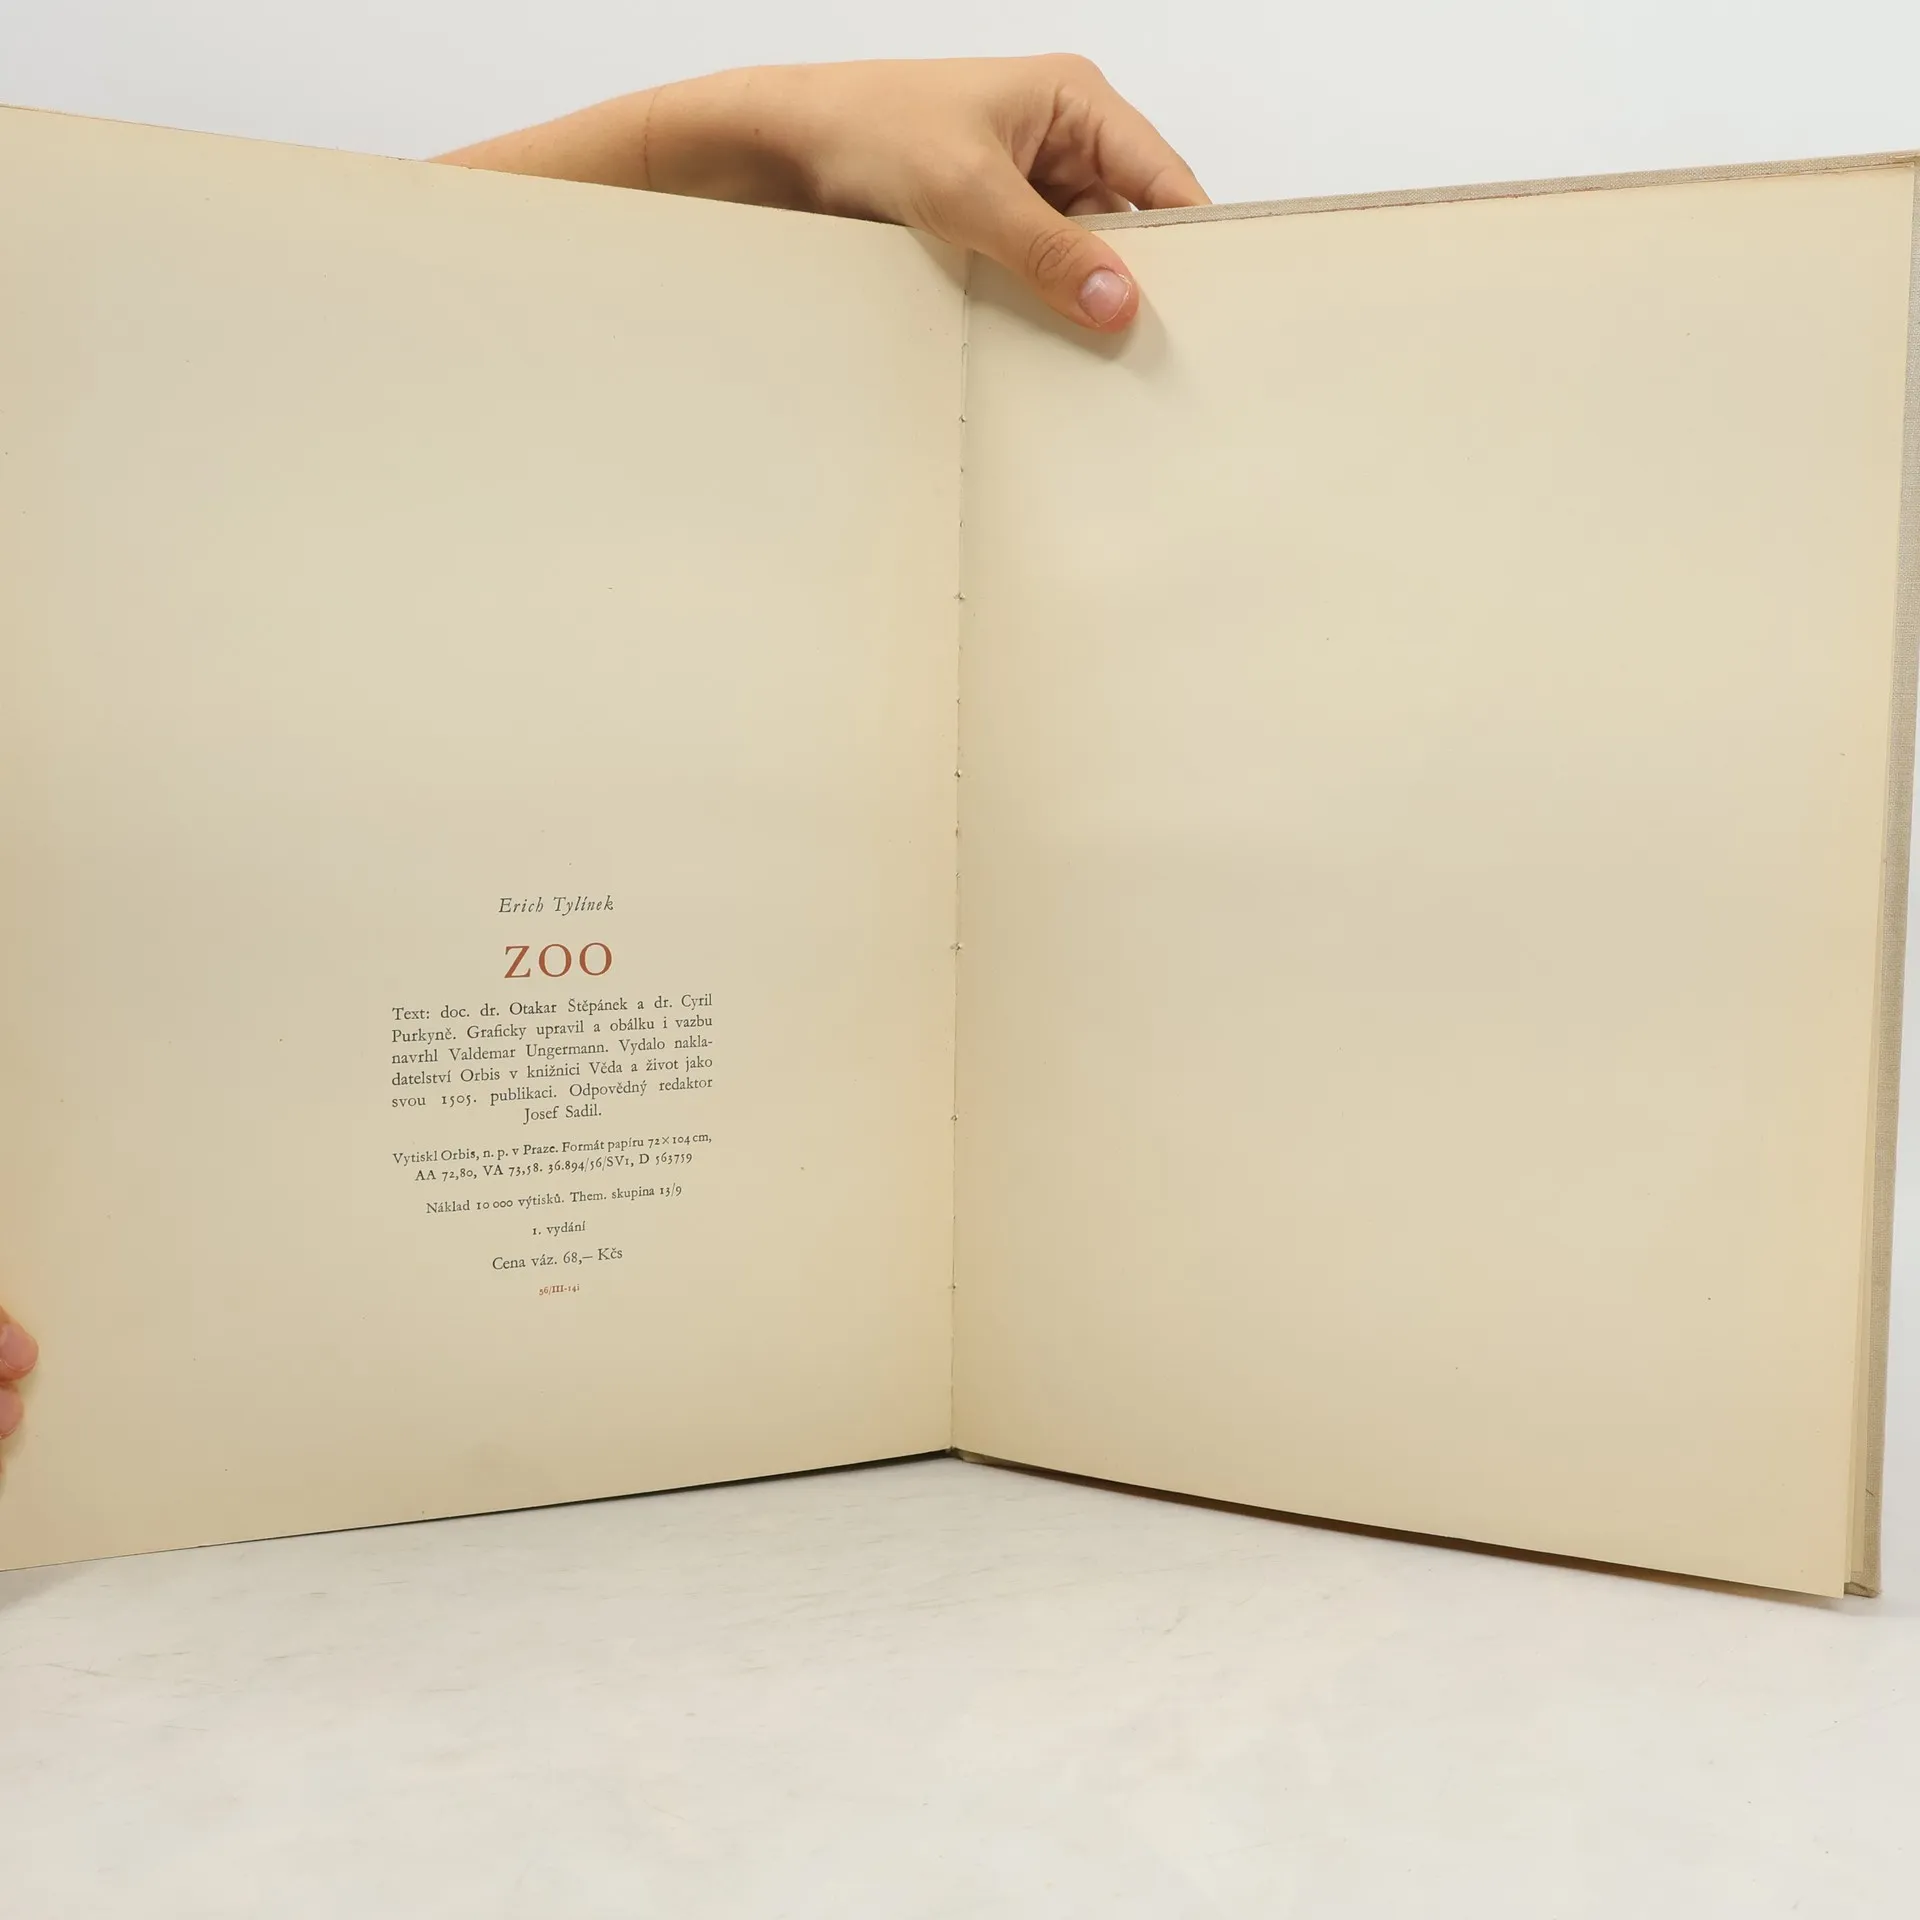 Erich Tylínek
ZOO
Text: doc. dr. Otakar Štěpánek a dr. Cyril
Purkyně. Graficky upravil a obálku i vazbu
navrhl Valdemar Ungermann. Vydalo nakla-
datelství Orbis v knižnici Věda a život jako
svou 1505. publikaci. Odpovědný redaktor
Josef Sadil.
Vytiskl Orbis, n. p. v Praze. Formát papíru 72×104 cm,
AA 72,80, VA 73,58. 36.894/56/SV1, D 563759
Náklad 10 000 výtisků. Them. skupina 13/9
1. vydání
Cena váz. 68,– Kčs